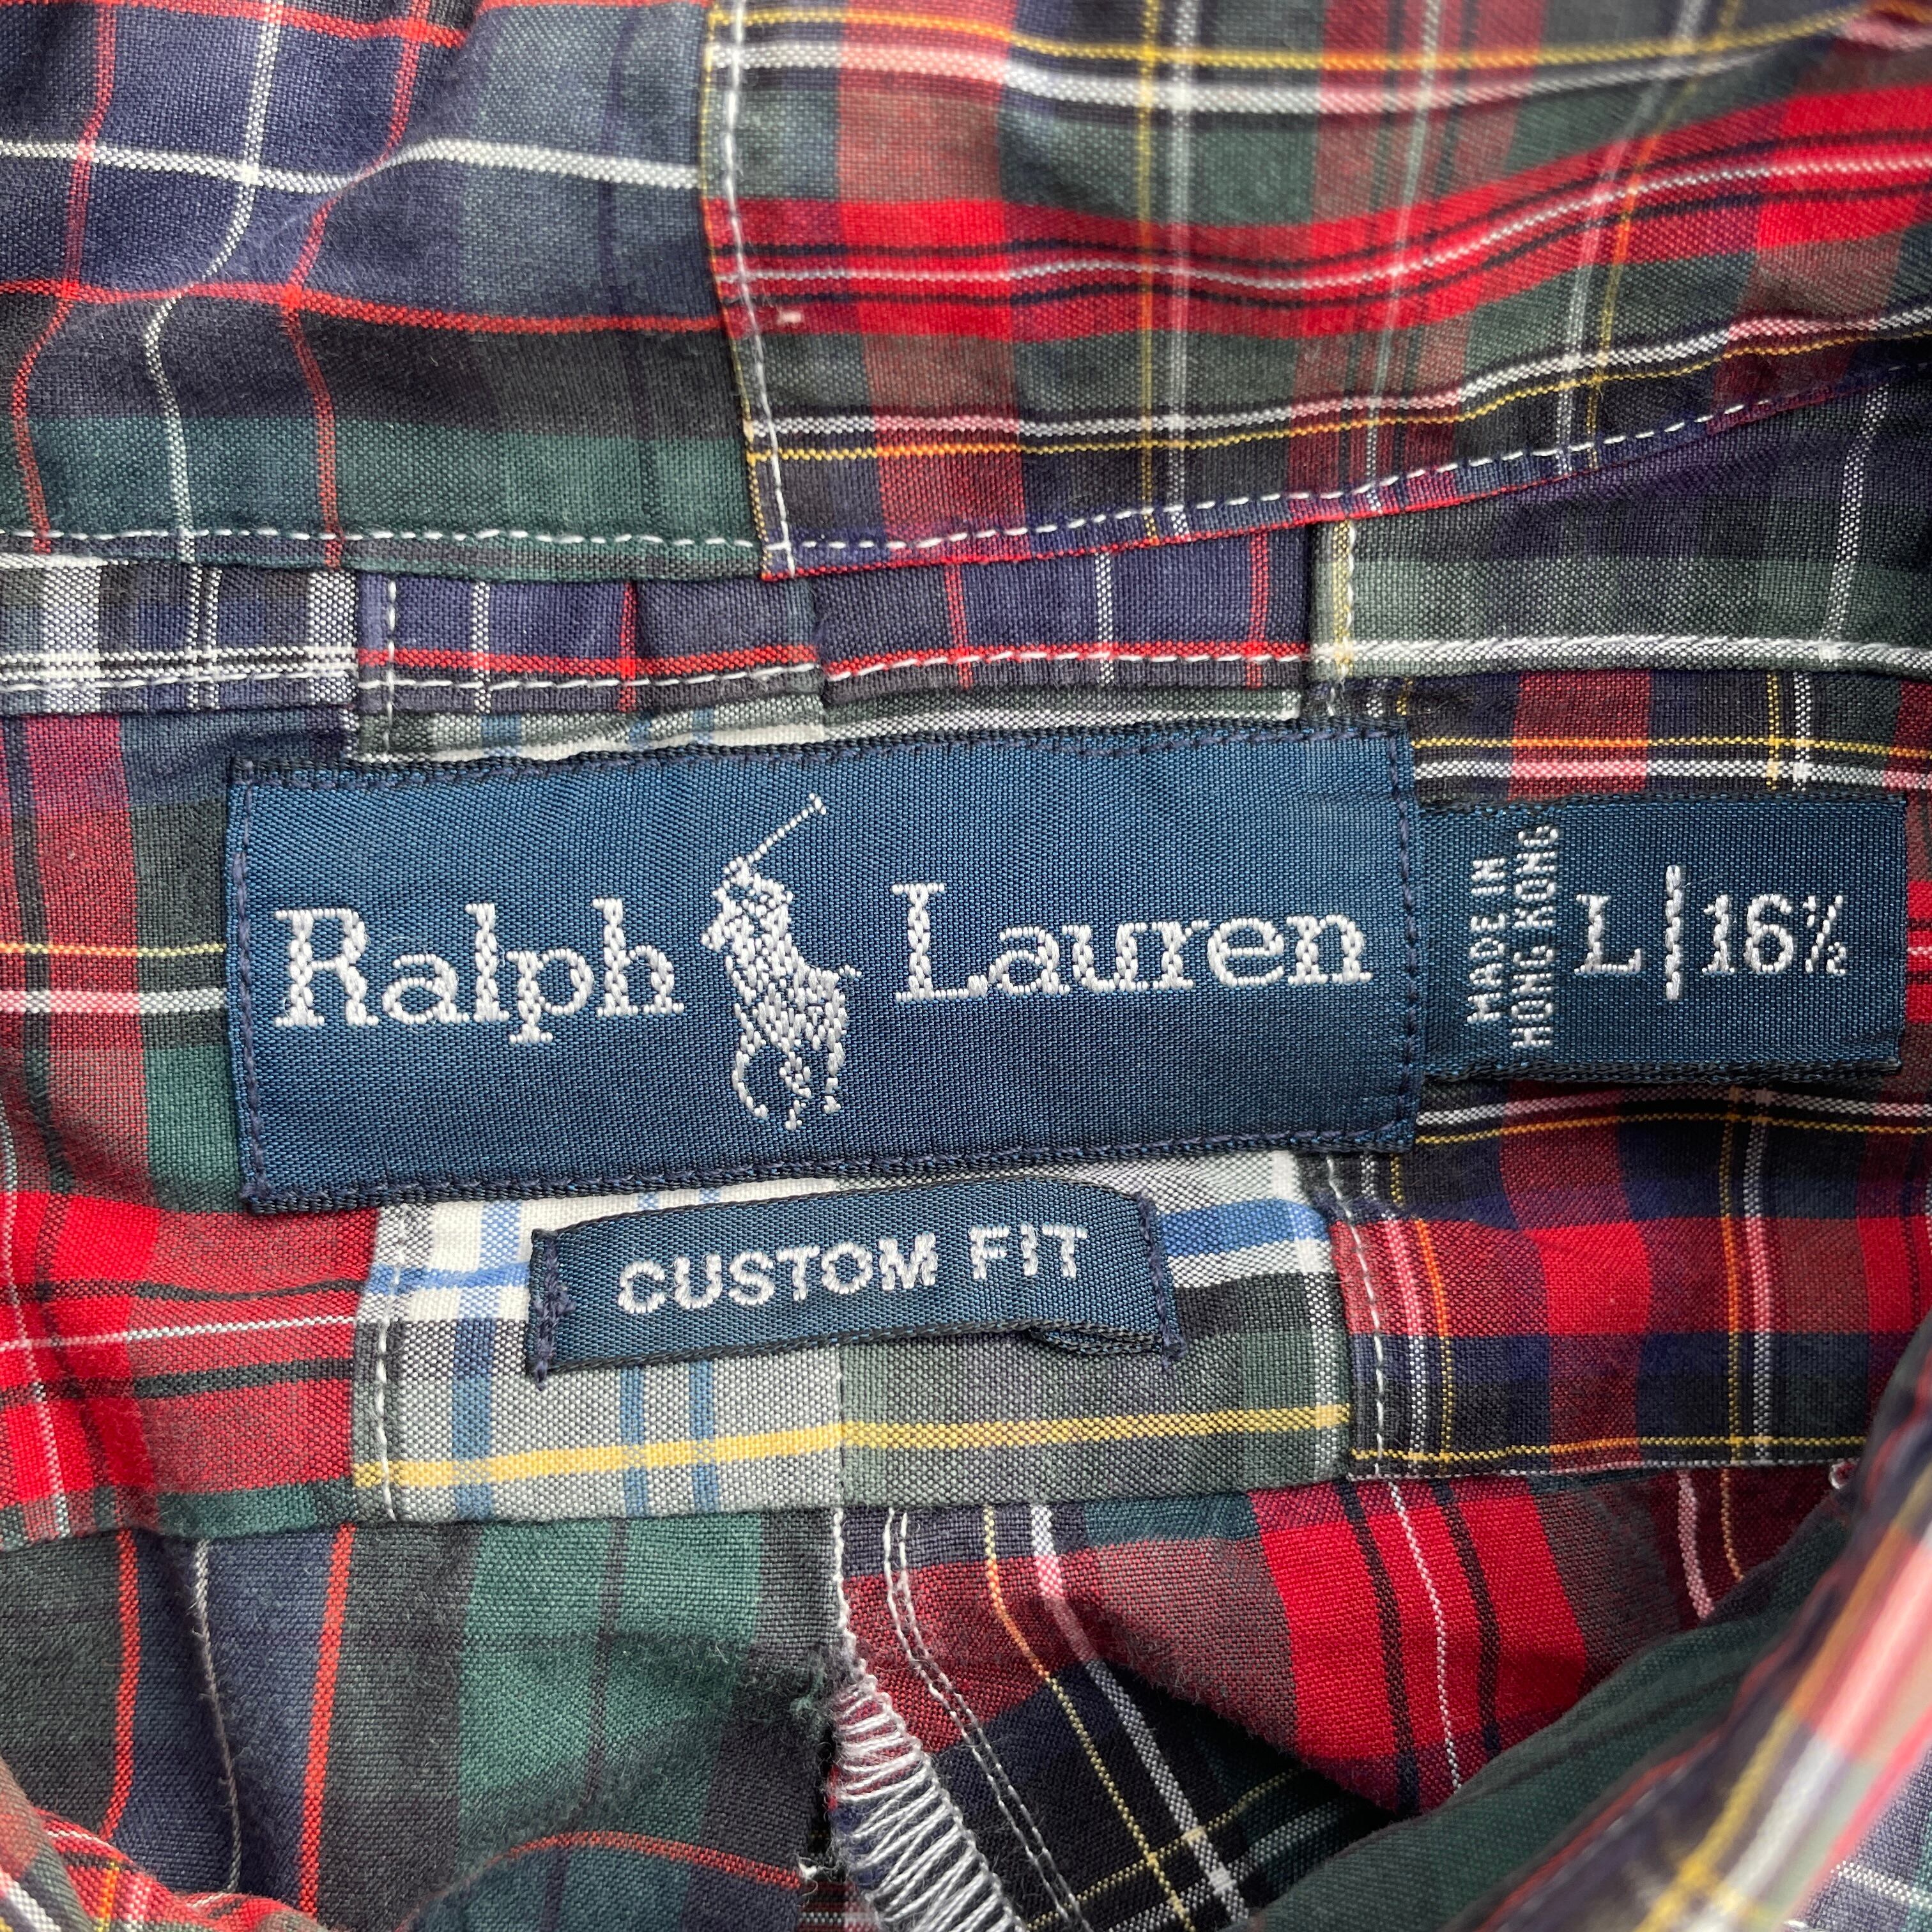 Ralph Lauren
MADE IN
HONG KONG
L|16½
CUSTOM FIT